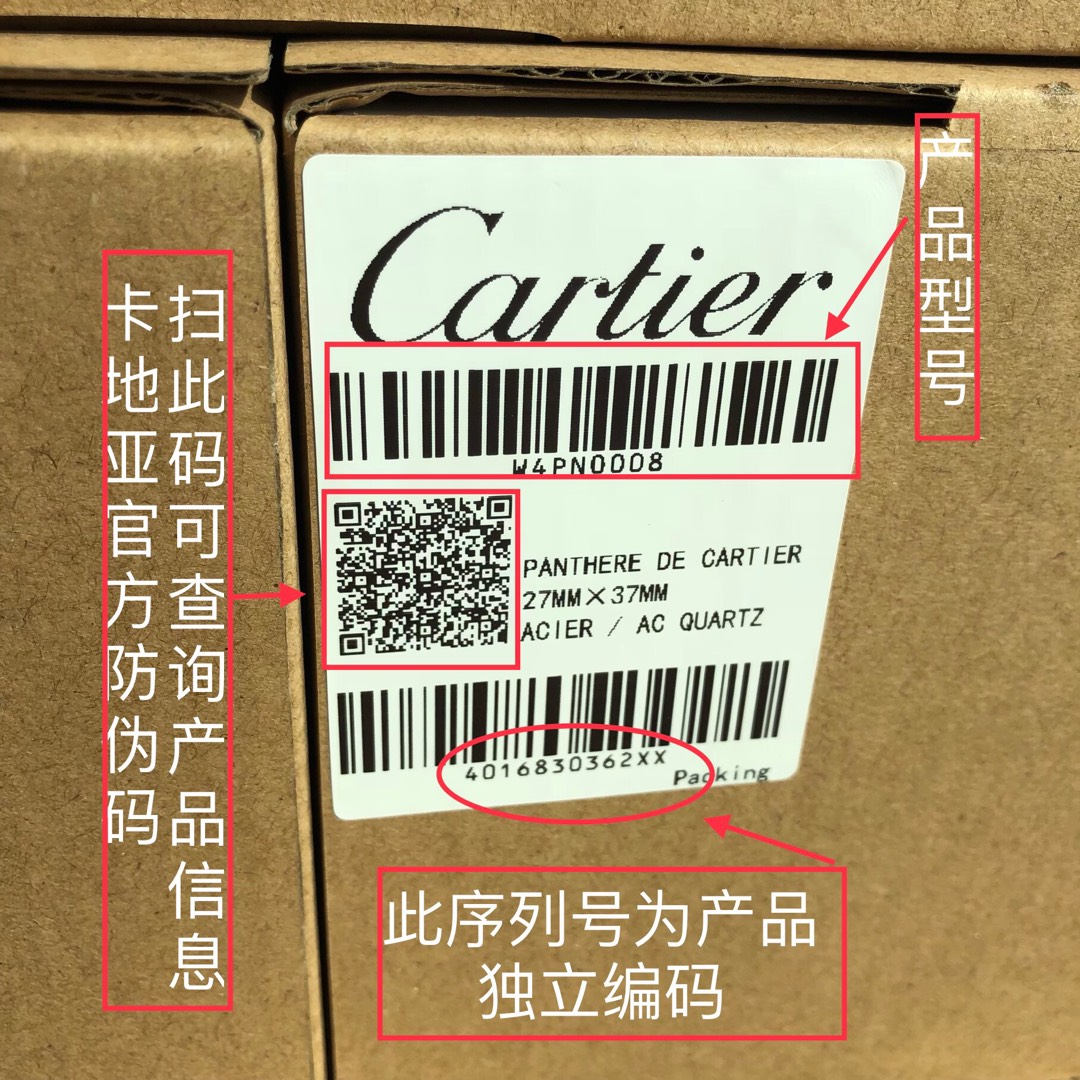 Cartier
产品型号
W4PN0008
扫此码可查询产品信息
卡地亚官方防伪码
PANTHERE DE CARTIER
27MM×37MM
ACIER / AC QUARTZ
4016830362XX
Packing
此序列号为产品
独立编码